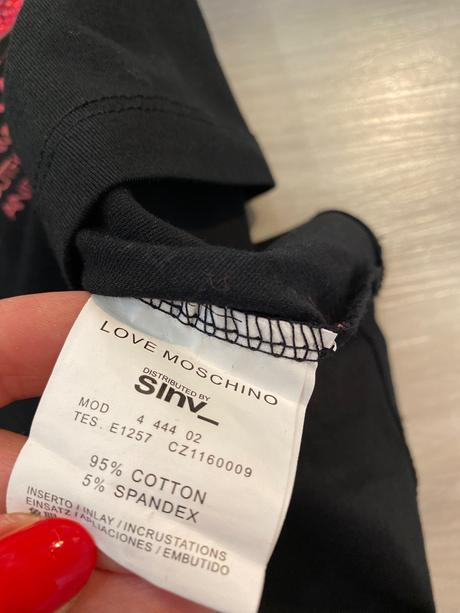 LOVE MOSCHINO
DISTRIBUTED BY
Sinv_
MOD 4 444 02
TES. E1257 CZ1160009
95% COTTON
5% SPANDEX
INSERTO / INLAY / INCRUSTATIONS
EINSATZ / APLIACIONES / EMBUTIDO